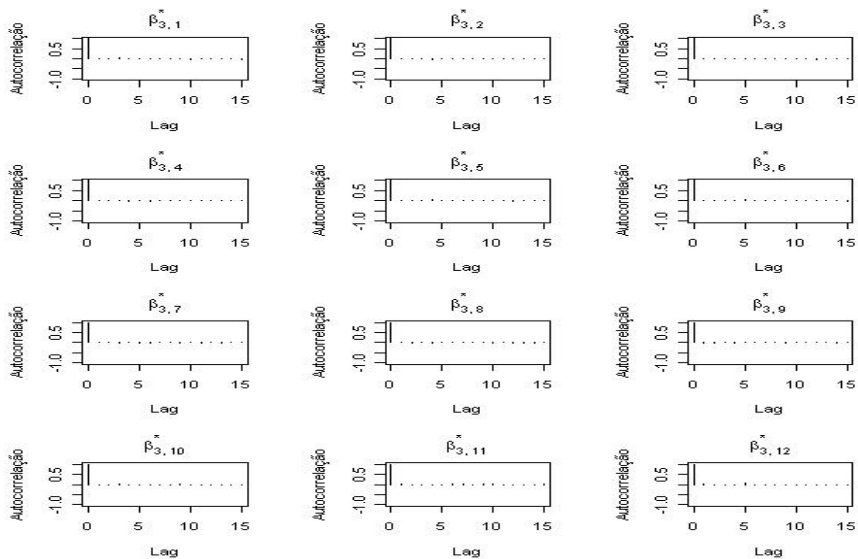 β*3, 1
Autocorrelação
0.5
-1.0
0 5 10 15
Lag
β*3, 2
Autocorrelação
0.5
-1.0
0 5 10 15
Lag
β*3, 3
Autocorrelação
0.5
-1.0
0 5 10 15
Lag
β*3, 4
Autocorrelação
0.5
-1.0
0 5 10 15
Lag
β*3, 5
Autocorrelação
0.5
-1.0
0 5 10 15
Lag
β*3, 6
Autocorrelação
0.5
-1.0
0 5 10 15
Lag
β*3, 7
Autocorrelação
0.5
-1.0
0 5 10 15
Lag
β*3, 8
Autocorrelação
0.5
-1.0
0 5 10 15
Lag
β*3, 9
Autocorrelação
0.5
-1.0
0 5 10 15
Lag
β*3, 10
Autocorrelação
0.5
-1.0
0 5 10 15
Lag
β*3, 11
Autocorrelação
0.5
-1.0
0 5 10 15
Lag
β*3, 12
Autocorrelação
0.5
-1.0
0 5 10 15
Lag